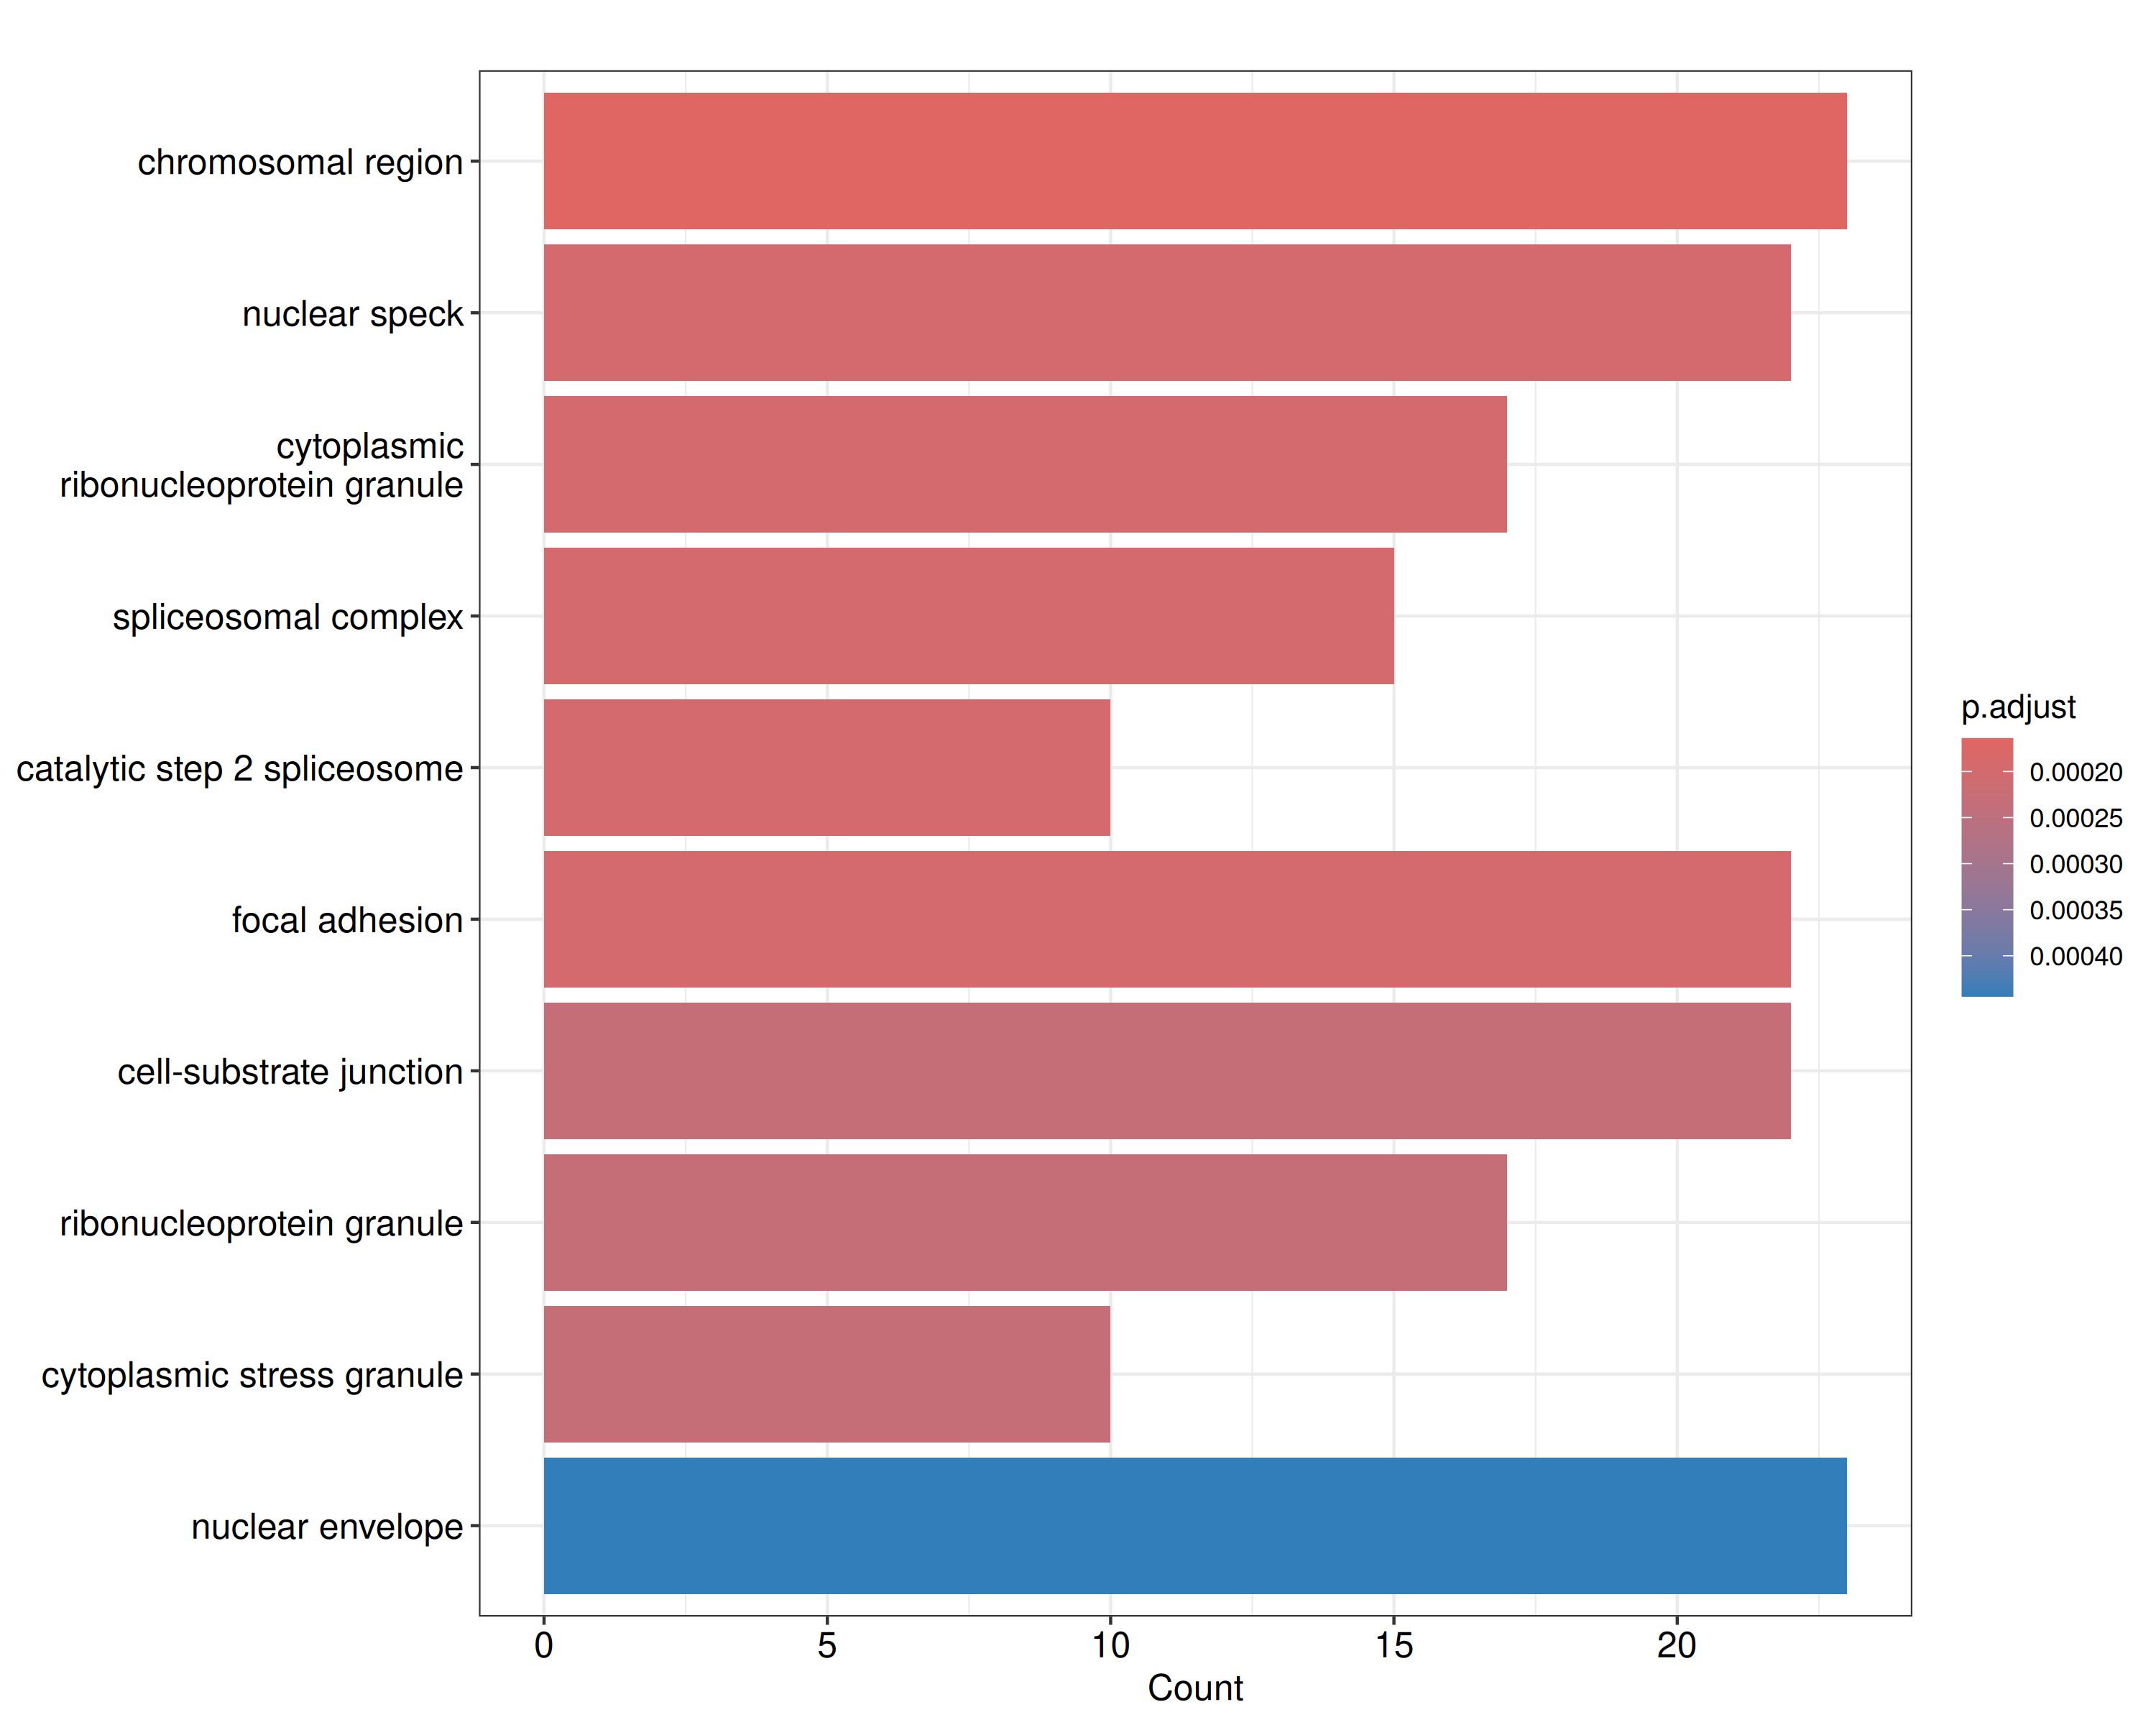 chromosomal region
nuclear speck
cytoplasmic
ribonucleoprotein granule
spliceosomal complex
catalytic step 2 spliceosome
focal adhesion
cell-substrate junction
ribonucleoprotein granule
cytoplasmic stress granule
nuclear envelope
0 5 10 15 20
Count
p.adjust
0.00020
0.00025
0.00030
0.00035
0.00040